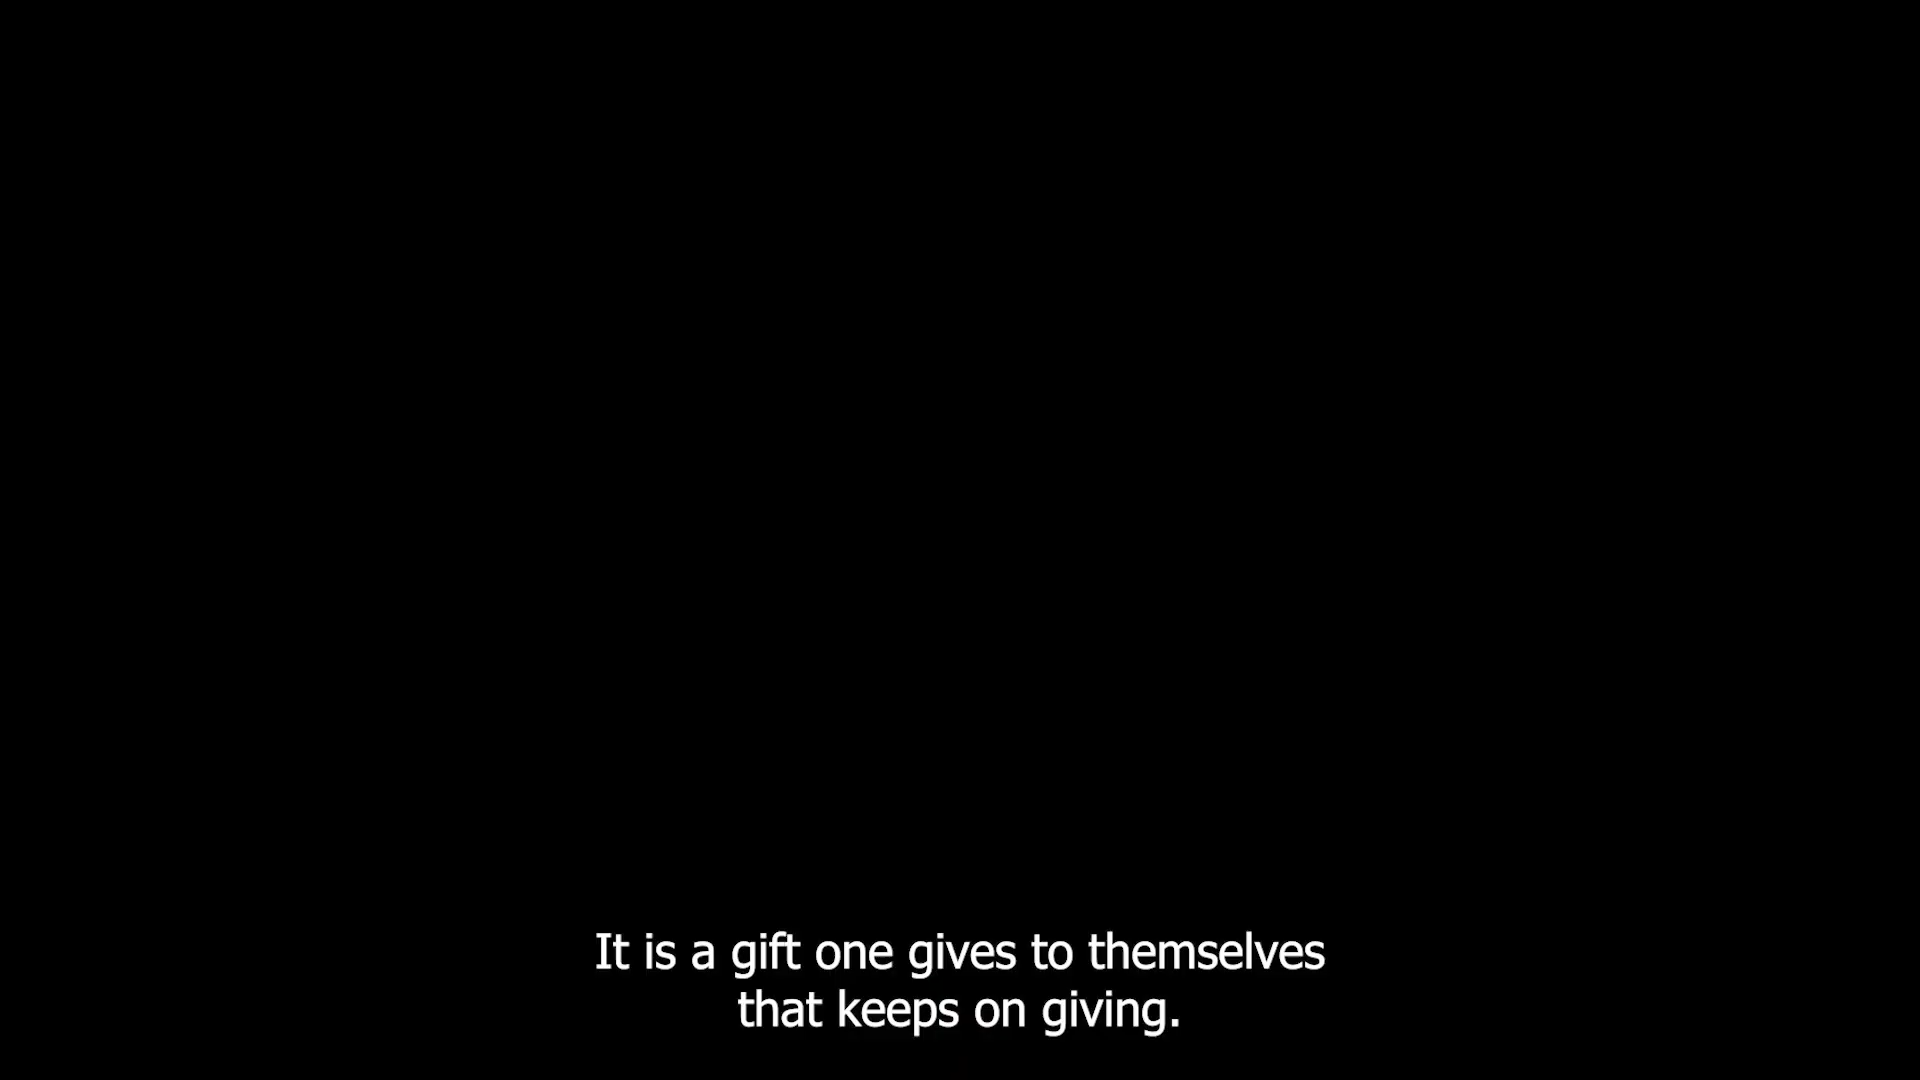 It is a gift one gives to themselves
that keeps on giving.